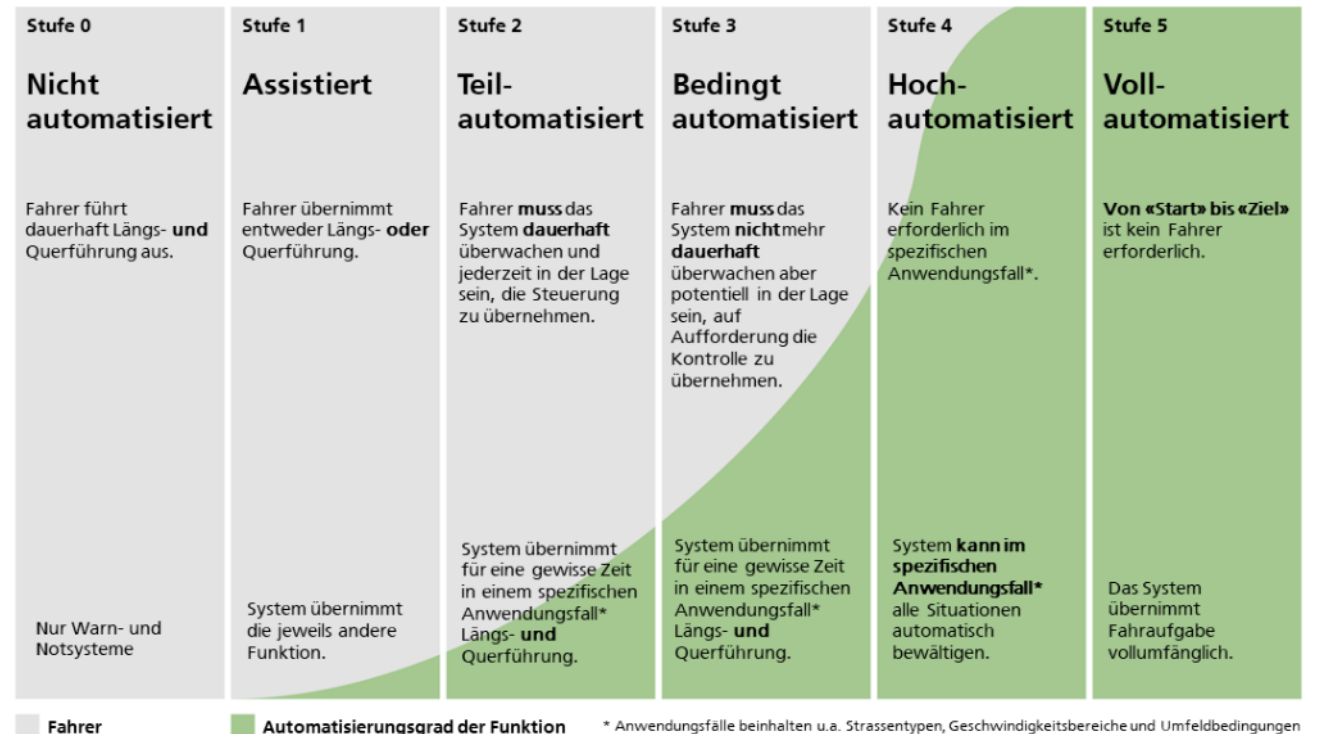 Stufe 0
Nicht
automatisiert
Fahrer führt
dauerhaft Längs- und
Querführung aus.
Nur Warn- und
Notsysteme
Stufe 1
Assistiert
Fahrer übernimmt
entweder Längs- oder
Querführung.
System übernimmt
die jeweils andere
Funktion.
Stufe 2
Teil-
automatisiert
Fahrer muss das
System dauerhaft
überwachen und
jederzeit in der Lage
sein, die Steuerung
zu übernehmen.
System übernimmt
für eine gewisse Zeit
in einem spezifischen
Anwendungsfall*
Längs- und
Querführung.
Stufe 3
Bedingt
automatisiert
Fahrer muss das
System nicht mehr
dauerhaft
überwachen aber
potentiell in der Lage
sein, auf
Aufforderung die
Kontrolle zu
übernehmen.
System übernimmt
für eine gewisse Zeit
in einem spezifischen
Anwendungsfall*
Längs- und
Querführung.
Stufe 4
Hoch-
automatisiert
Kein Fahrer
erforderlich im
spezifischen
Anwendungsfall*.
System kann im
spezifischen
Anwendungsfall*
alle Situationen
automatisch
bewältigen.
Stufe 5
Voll-
automatisiert
Von «Start» bis «Ziel»
ist kein Fahrer
erforderlich.
Das System
übernimmt
Fahraufgabe
vollumfänglich.
Fahrer
Automatisierungsgrad der Funktion
* Anwendungsfälle beinhalten u.a. Strassentypen, Geschwindigkeitsbereiche und Umfeldbedingungen